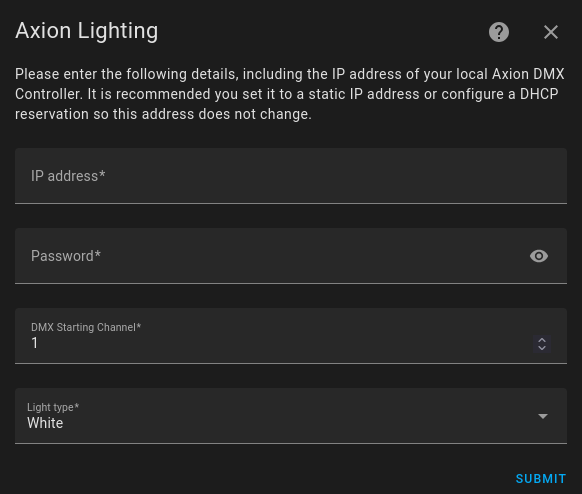 Axion Lighting
Please enter the following details, including the IP address of your local Axion DMX
Controller. It is recommended you set it to a static IP address or configure a DHCP
reservation so this address does not change.
IP address*
Password*
DMX Starting Channel*
1
Light type*
White
SUBMIT